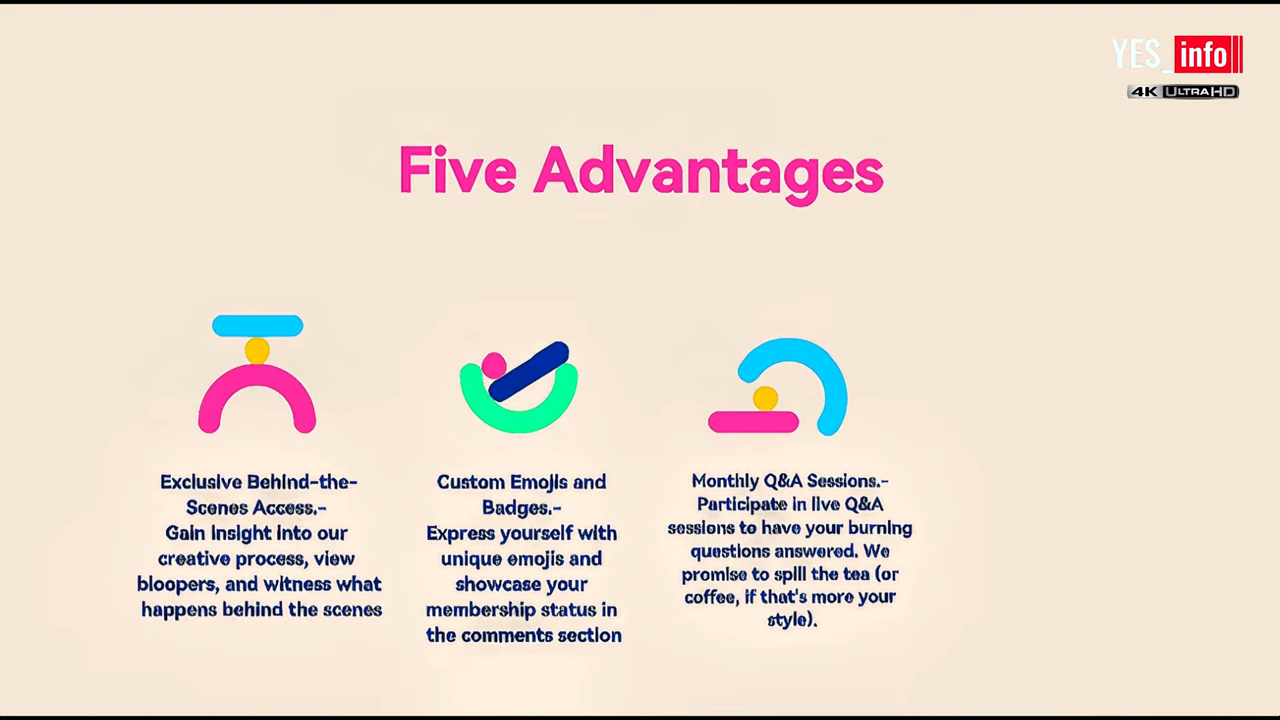 YES_info
4K ULTRA HD
Five Advantages
Exclusive Behind-the-
Scenes Access.-
Gain insight into our
creative process, view
bloopers, and witness what
happens behind the scenes
Custom Emojis and
Badges.-
Express yourself with
unique emojis and
showcase your
membership status in
the comments section
Monthly Q&A Sessions.-
Participate in live Q&A
sessions to have your burning
questions answered. We
promise to spill the tea (or
coffee, if that's more your
style).